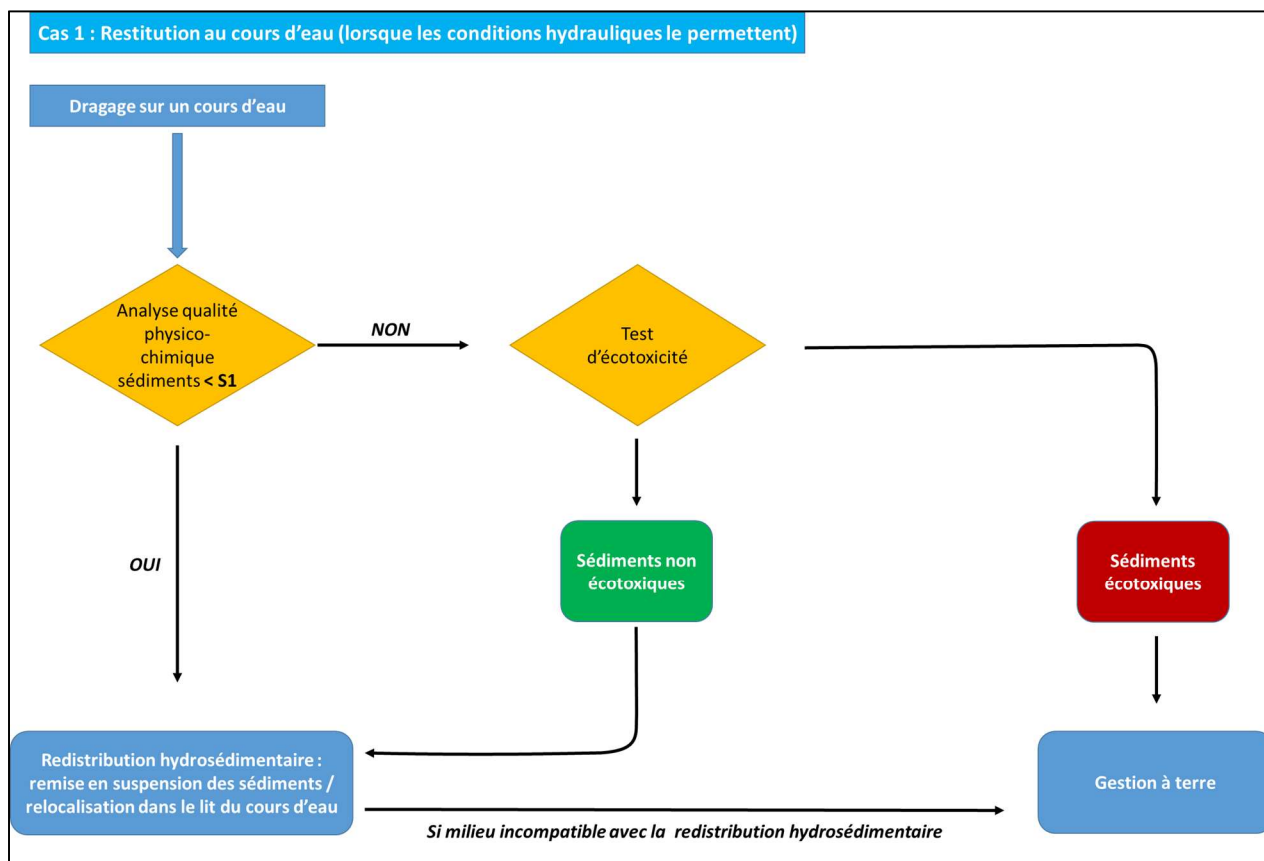 Cas 1 : Restitution au cours d’eau (lorsque les conditions hydrauliques le permettent)
Dragage sur un cours d’eau
Analyse qualité
physico-
chimique
sédiments < S1
NON
Test
d’écotoxicité
OUI
Sédiments non
écotoxiques
Sédiments
écotoxiques
Redistribution hydrosédimentaire :
remise en suspension des sédiments /
relocalisation dans le lit du cours d’eau
Gestion à terre
Si milieu incompatible avec la redistribution hydrosédimentaire